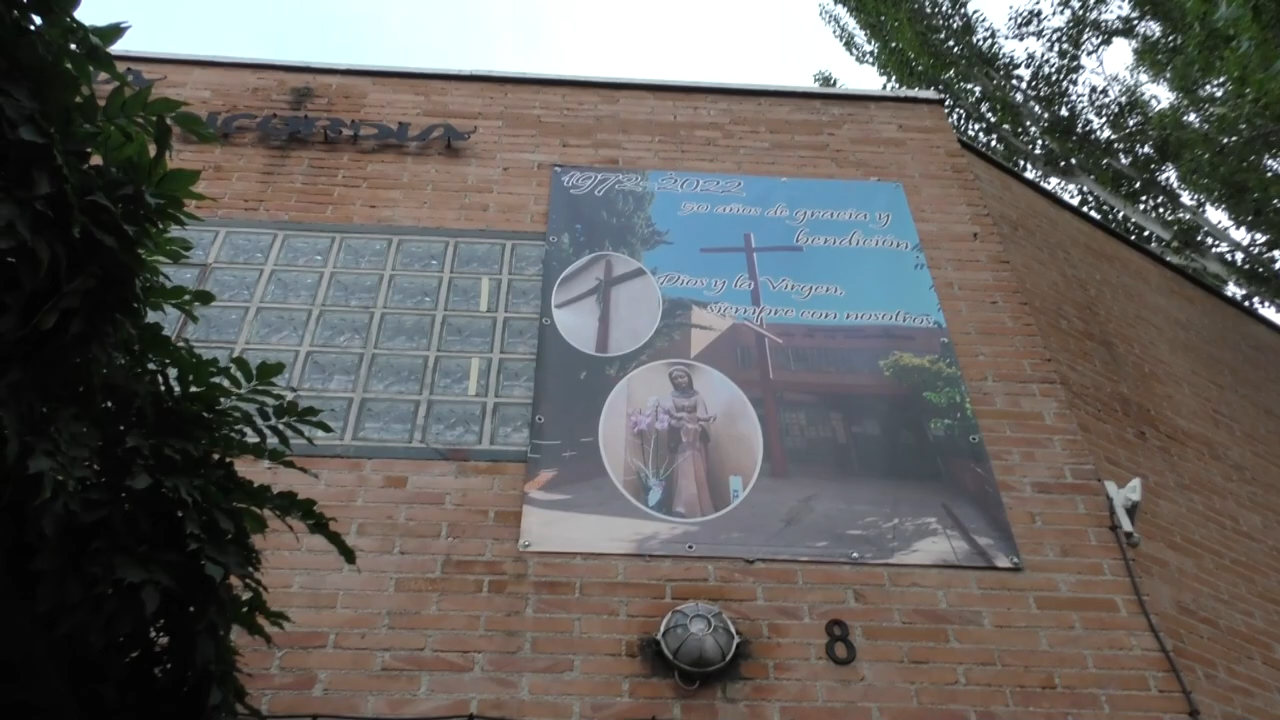 1972-2022
50 años de gracia y
bendición
Dios y la Virgen,
siempre con nosotros
8